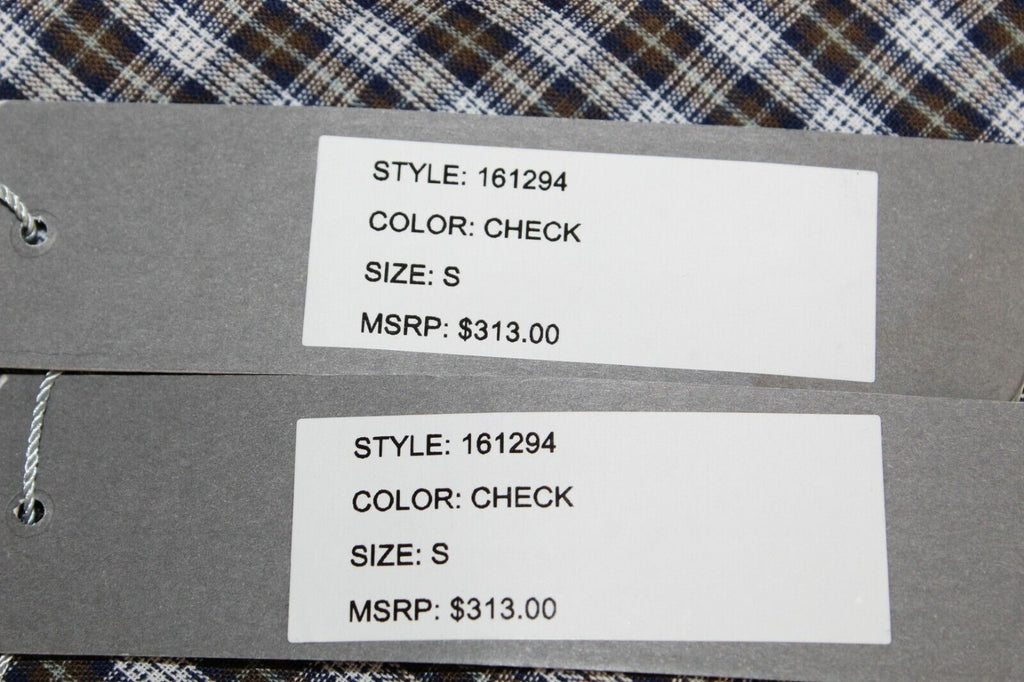 STYLE: 161294
COLOR: CHECK
SIZE: S
MSRP: $313.00
STYLE: 161294
COLOR: CHECK
SIZE: S
MSRP: $313.00